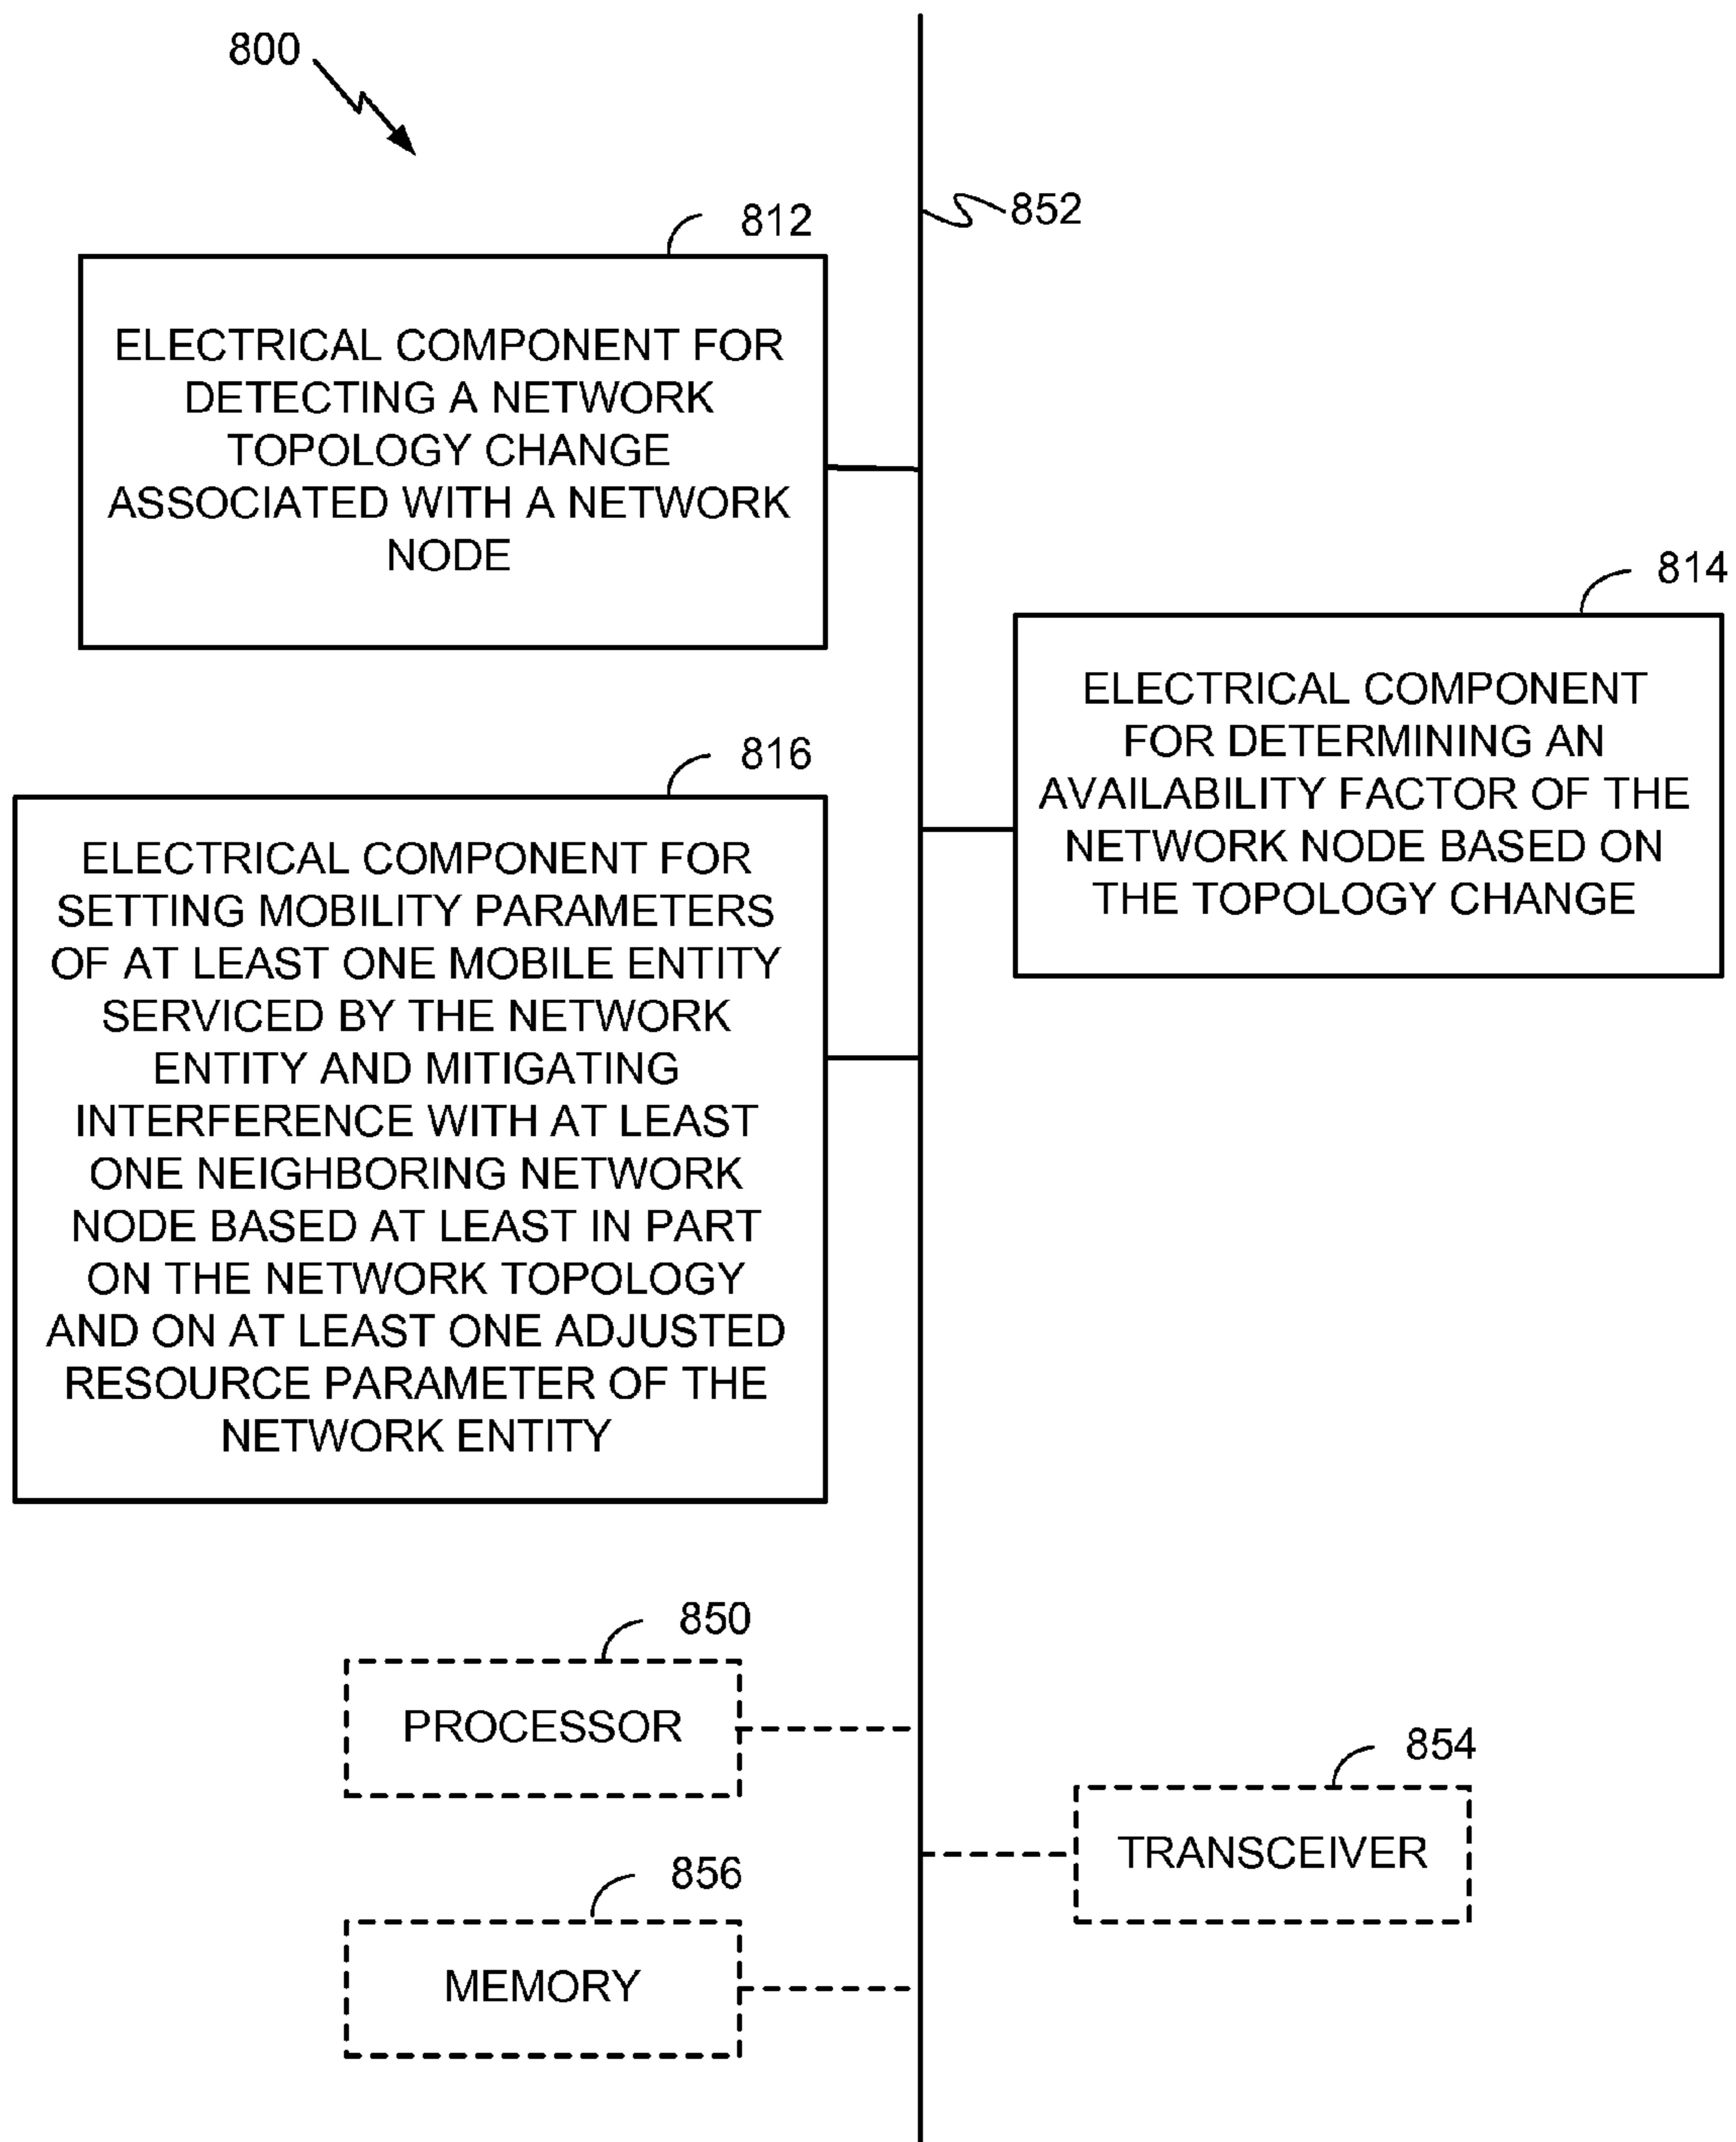 800
852
812
ELECTRICAL COMPONENT FOR
DETECTING A NETWORK
TOPOLOGY CHANGE
ASSOCIATED WITH A NETWORK
NODE
814
ELECTRICAL COMPONENT
FOR DETERMINING AN
AVAILABILITY FACTOR OF THE
NETWORK NODE BASED ON
THE TOPOLOGY CHANGE
816
ELECTRICAL COMPONENT FOR
SETTING MOBILITY PARAMETERS
OF AT LEAST ONE MOBILE ENTITY
SERVICED BY THE NETWORK
ENTITY AND MITIGATING
INTERFERENCE WITH AT LEAST
ONE NEIGHBORING NETWORK
NODE BASED AT LEAST IN PART
ON THE NETWORK TOPOLOGY
AND ON AT LEAST ONE ADJUSTED
RESOURCE PARAMETER OF THE
NETWORK ENTITY
850
PROCESSOR
854
TRANSCEIVER
856
MEMORY